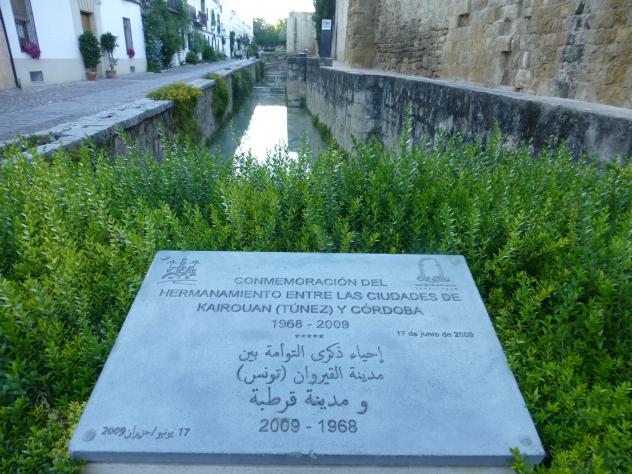 CONMEMORACIÓN DEL
HERMANAMIENTO ENTRE LAS CIUDADES DE
KAIROUAN (TÚNEZ) Y CÓRDOBA
1968 - 2009
17 de junio de 2009
*****
إحياء ذكرى التوأمة بين
مدينة القيروان (تونس)
و مدينة قرطبة
2009 - 1968
17 يونيو/حزيران 2009